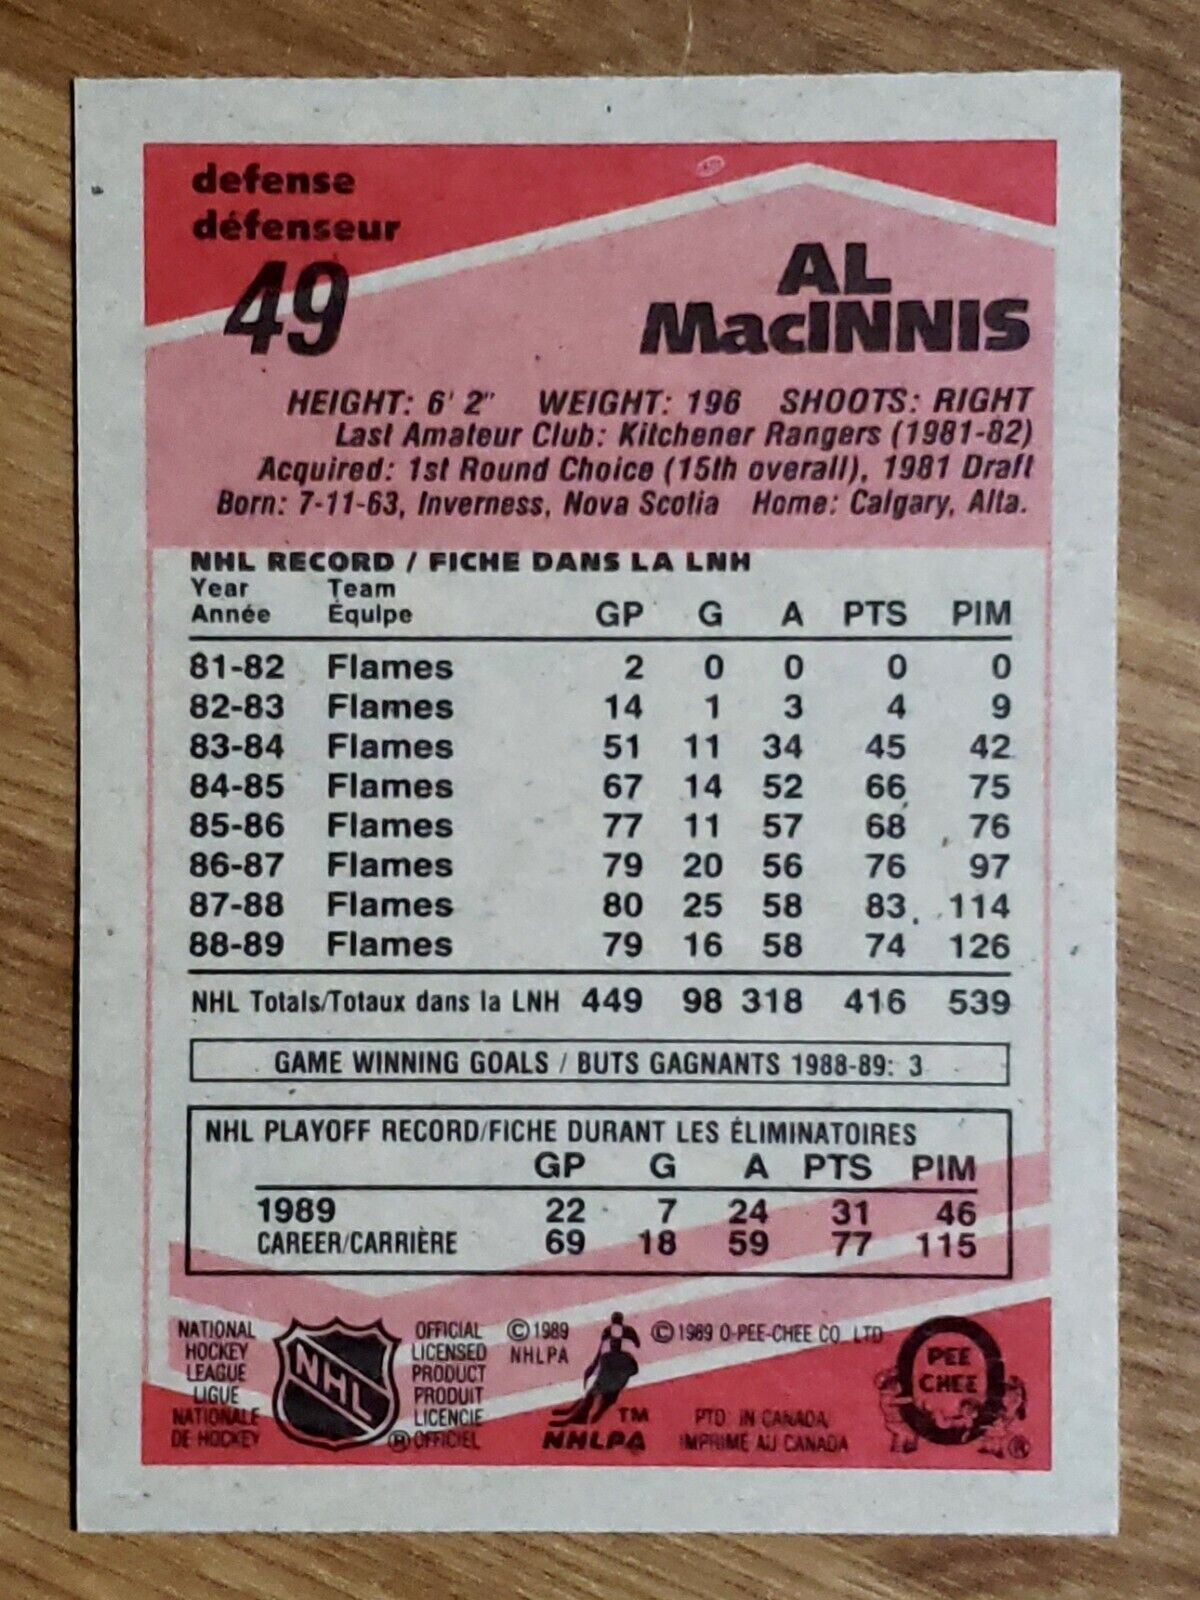 defense
défenseur
49
AL
MacINNIS
HEIGHT: 6' 2" WEIGHT: 196 SHOOTS: RIGHT
Last Amateur Club: Kitchener Rangers (1981-82)
Acquired: 1st Round Choice (15th overall), 1981 Draft
Born: 7-11-63, Inverness, Nova Scotia Home: Calgary, Alta.
NHL RECORD / FICHE DANS LA LNH
Year Team
Année Équipe GP G A PTS PIM
81-82 Flames 2 0 0 0 0
82-83 Flames 14 1 3 4 9
83-84 Flames 51 11 34 45 42
84-85 Flames 67 14 52 66 75
85-86 Flames 77 11 57 68 76
86-87 Flames 79 20 56 76 97
87-88 Flames 80 25 58 83 114
88-89 Flames 79 16 58 74 126
NHL Totals/Totaux dans la LNH 449 98 318 416 539
GAME WINNING GOALS / BUTS GAGNANTS 1988-89: 3
NHL PLAYOFF RECORD/FICHE DURANT LES ÉLIMINATOIRES
GP G A PTS PIM
1989 22 7 24 31 46
CAREER/CARRIÈRE 69 18 59 77 115
NATIONAL
HOCKEY
LEAGUE
LIGUE
NATIONALE
DE HOCKEY
NHL
OFFICIAL
LICENSED
PRODUCT
PRODUIT
LICENCIE
® OFFICIEL
© 1989
NHLPA
TM
NHLPA
© 1989 O-PEE-CHEE CO. LTD
PTD. IN CANADA
IMPRIME AU CANADA
O
PEE
CHEE
®